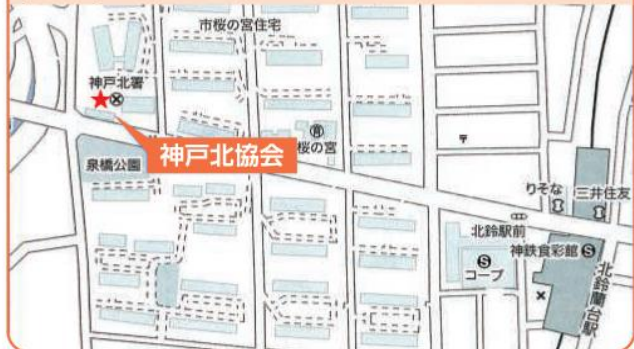 市桜の宮住宅
神戸北署
神戸北協会
泉橋公園
桜の宮
〒
りそな
三井住友
北鈴駅前
神鉄食彩館 S
S
コープ
北鈴蘭台駅